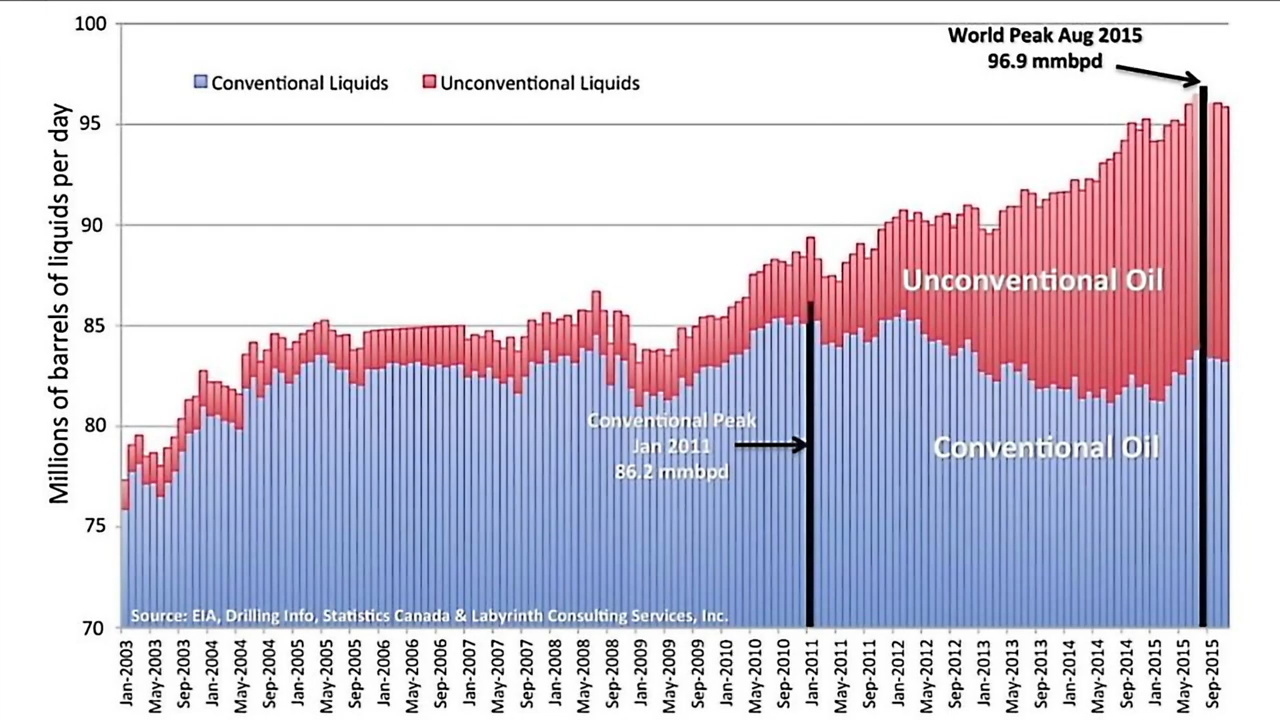 100
World Peak Aug 2015
96.9 mmbpd
Conventional Liquids
Unconventional Liquids
95
90
85
80
75
70
Millions of barrels of liquids per day
Unconventional Oil
Conventional Peak
Jan 2011
86.2 mmbpd
Conventional Oil
Source: EIA, Drilling Info, Statistics Canada & Labyrinth Consulting Services, Inc.
Jan-2003
May-2003
Sep-2003
Jan-2004
May-2004
Sep-2004
Jan-2005
May-2005
Sep-2005
Jan-2006
May-2006
Sep-2006
Jan-2007
May-2007
Sep-2007
Jan-2008
May-2008
Sep-2008
Jan-2009
May-2009
Sep-2009
Jan-2010
May-2010
Sep-2010
Jan-2011
May-2011
Sep-2011
Jan-2012
May-2012
Sep-2012
Jan-2013
May-2013
Sep-2013
Jan-2014
May-2014
Sep-2014
Jan-2015
May-2015
Sep-2015